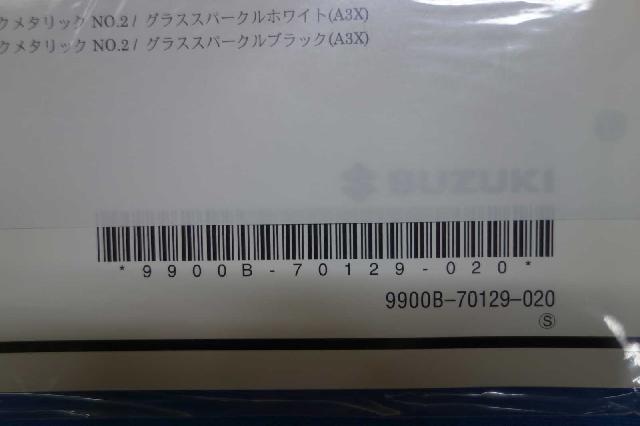 クメタリック NO.2 / グラススパークルホワイト(A3X)
クメタリック NO.2 / グラススパークルブラック(A3X)
SUZUKI
*9900B-70129-020*
9900B-70129-020
Ⓢ